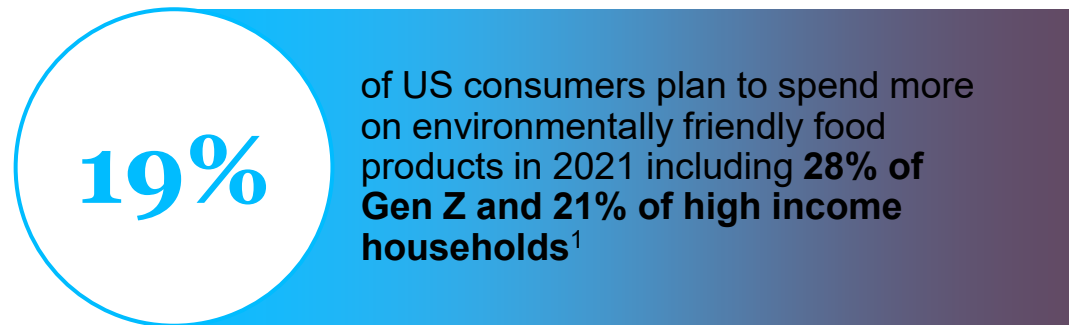 19%
of US consumers plan to spend more
on environmentally friendly food
products in 2021 including 28% of
Gen Z and 21% of high income
households¹